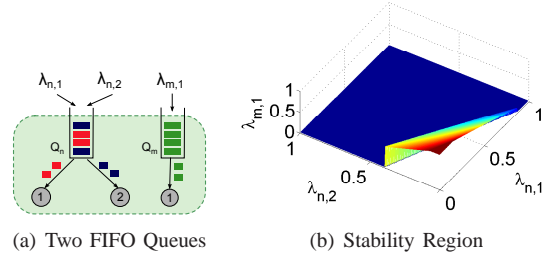 λn,1
λn,2
λm,1
Qn
Qm
1
2
1
(a) Two FIFO Queues
λm,1
1
0.5
0
1
0.5
0
λn,2
0.5
1
λn,1
(b) Stability Region